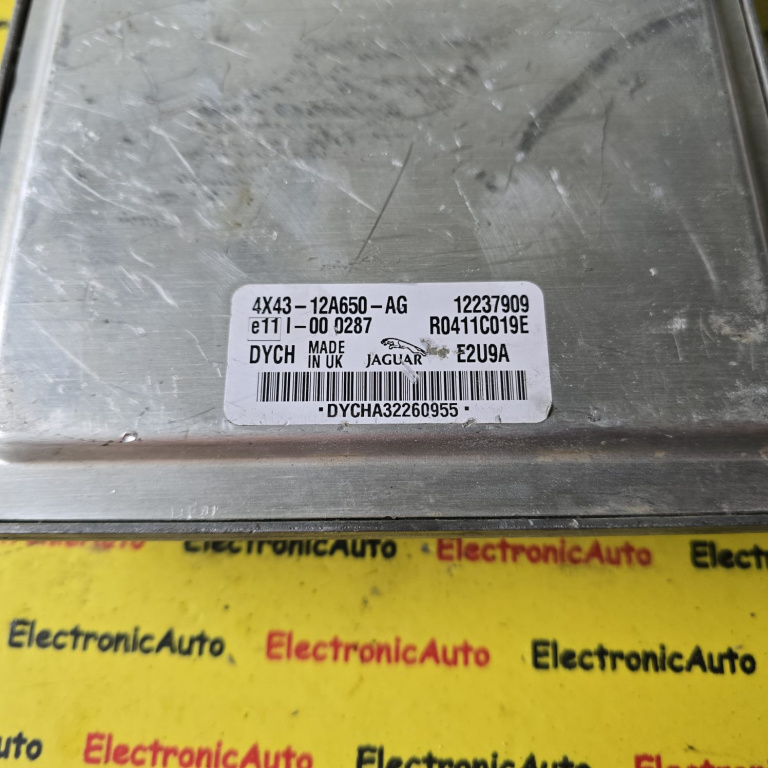 4X43-12A650-AG 12237909
e11 I-00 0287 R0411C019E
DYCH MADE IN UK JAGUAR E2U9A
·DYCHA32260955·
ElectronicAuto ElectronicAuto
ElectronicAuto ElectronicAuto ElectronicAuto
ElectronicAuto ElectronicAuto